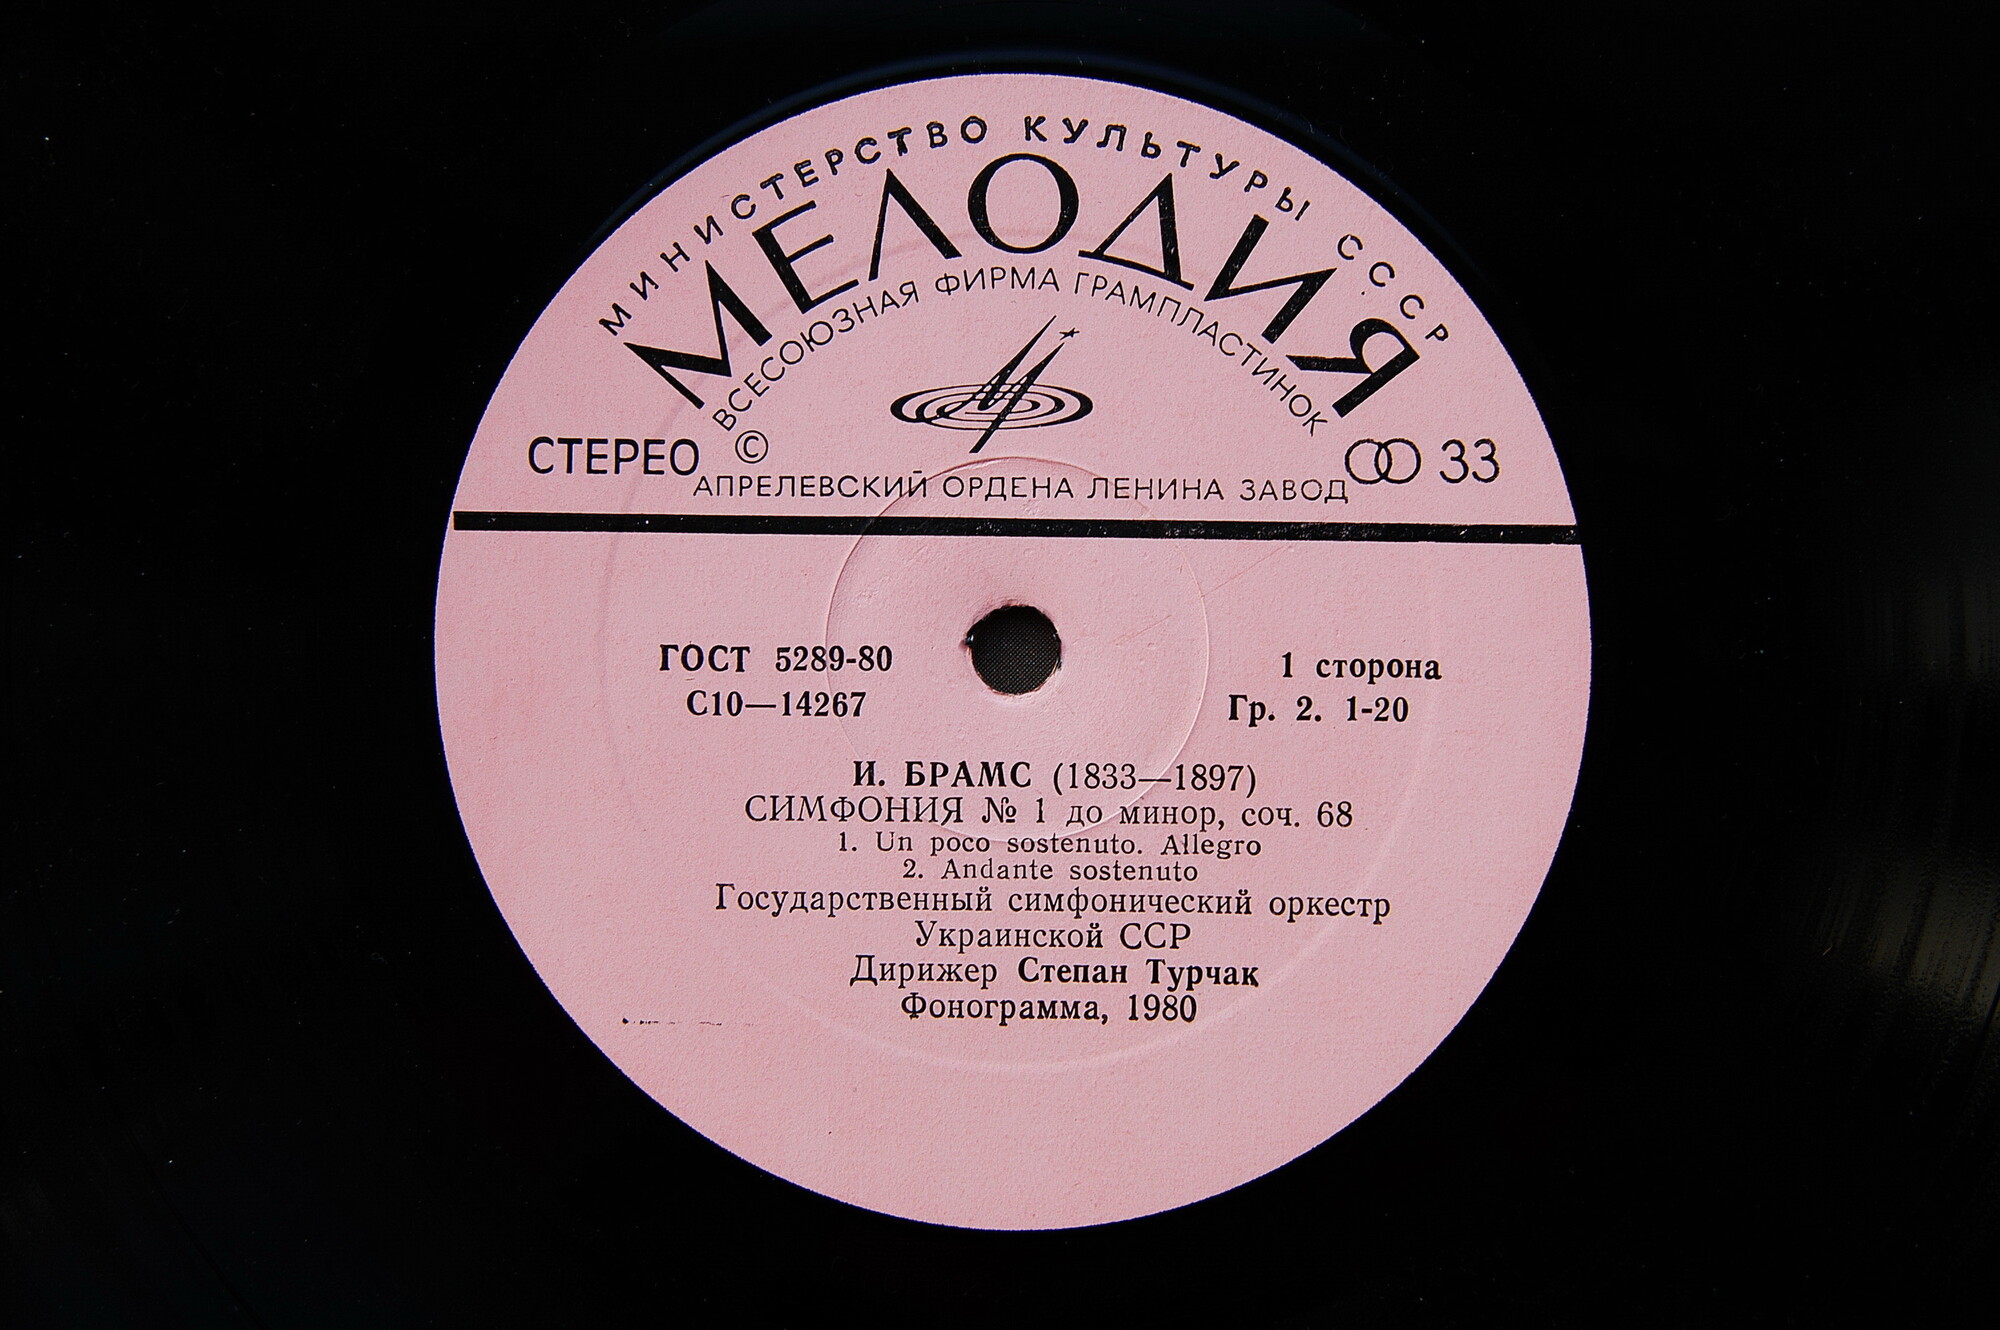 МИНИСТЕРСТВО КУЛЬТУРЫ СССР
МЕЛОДИЯ
ВСЕСОЮЗНАЯ ФИРМА ГРАМПЛАСТИНОК
СТЕРЕО © 33
АПРЕЛЕВСКИЙ ОРДЕНА ЛЕНИНА ЗАВОД
ГОСТ 5289-80
С10—14267
1 сторона
Гр. 2. 1-20
И. БРАМС (1833—1897)
СИМФОНИЯ № 1 до минор, соч. 68
1. Un poco sostenuto. Allegro
2. Andante sostenuto
Государственный симфонический оркестр
Украинской ССР
Дирижер Степан Турчак
Фонограмма, 1980